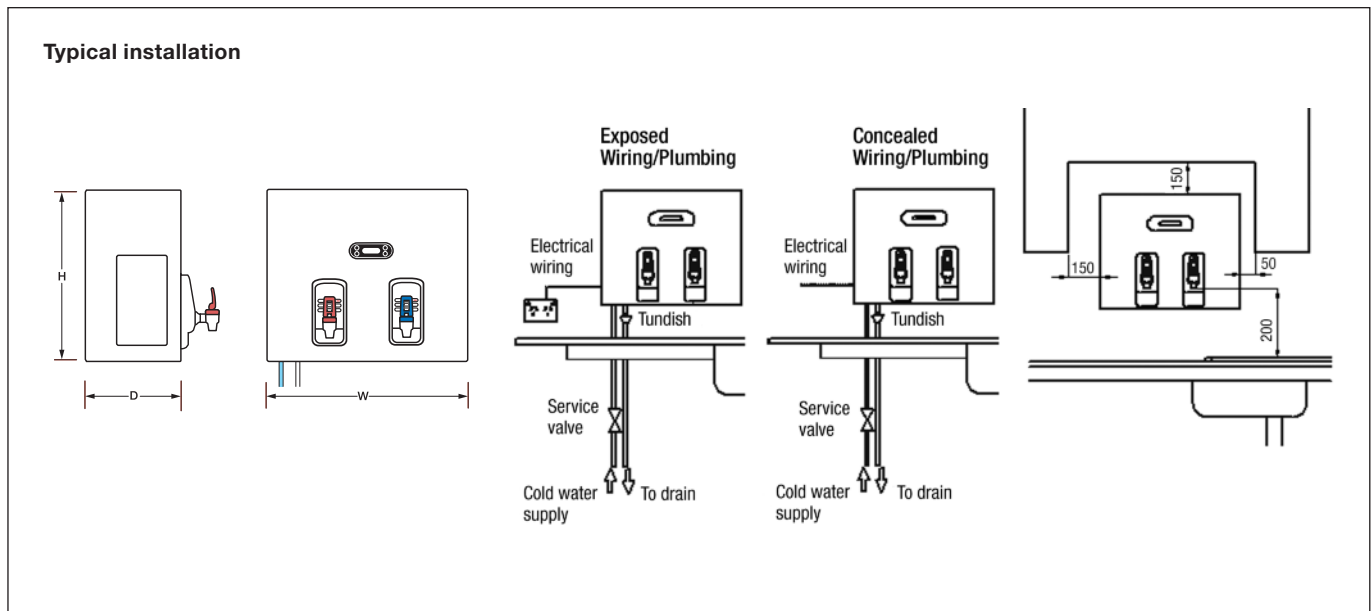 Typical installation
H
D
W
Exposed
Wiring/Plumbing
Electrical
wiring
Tundish
Service
valve
Cold water
supply
To drain
Concealed
Wiring/Plumbing
Electrical
wiring
Tundish
Service
valve
Cold water
supply
To drain
150
150
50
200